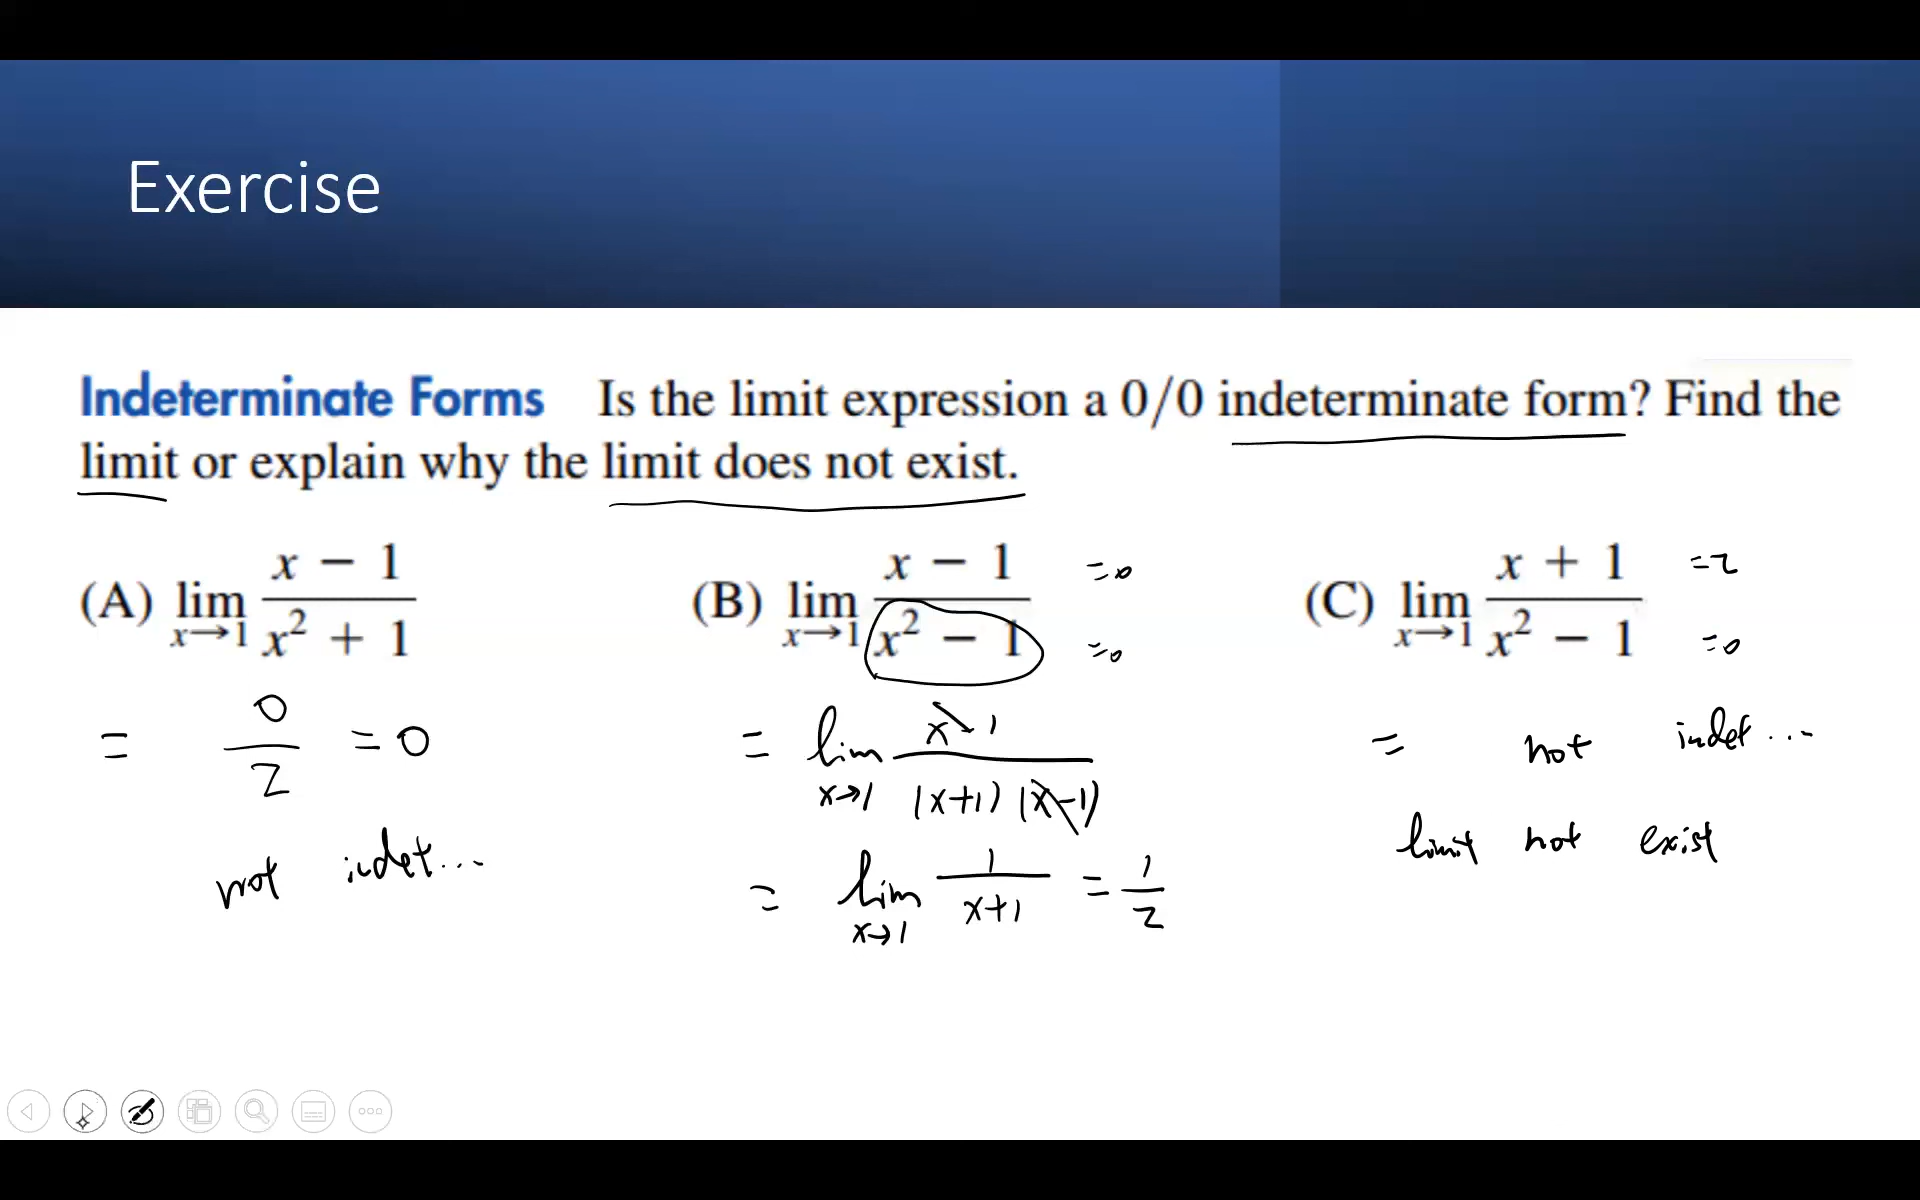 Exercise
Indeterminate Forms Is the limit expression a 0/0 indeterminate form? Find the
limit or explain why the limit does not exist.
(A) lim x→1 (x − 1)/(x² + 1)
= 0/2 = 0
not indet...
(B) lim x→1 (x − 1)/(x² − 1) =0 =0
= lim x→1 (x-1)/((x+1)(x-1))
= lim x→1 1/(x+1) = 1/2
(C) lim x→1 (x + 1)/(x² − 1) =2 =0
= not indet...
limit not exist